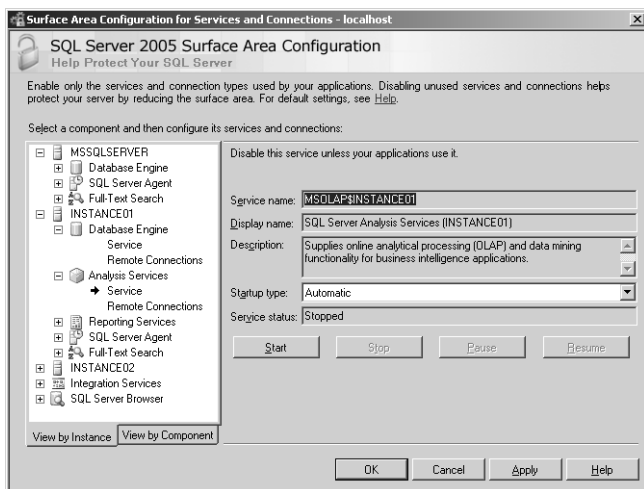 Surface Area Configuration for Services and Connections - localhost
SQL Server 2005 Surface Area Configuration
Help Protect Your SQL Server
Enable only the services and connection types used by your applications. Disabling unused services and connections helps
protect your server by reducing the surface area. For default settings, see Help.
Select a component and then configure its services and connections:
MSSQLSERVER
Database Engine
SQL Server Agent
Full-Text Search
INSTANCE01
Database Engine
Service
Remote Connections
Analysis Services
Service
Remote Connections
Reporting Services
SQL Server Agent
Full-Text Search
INSTANCE02
Integration Services
SQL Server Browser
View by Instance
View by Component
Disable this service unless your applications use it.
Service name: MSOLAP$INSTANCE01
Display name: SQL Server Analysis Services (INSTANCE01)
Description: Supplies online analytical processing (OLAP) and data mining
functionality for business intelligence applications.
Startup type: Automatic
Service status: Stopped
Start
Stop
Pause
Resume
OK
Cancel
Apply
Help